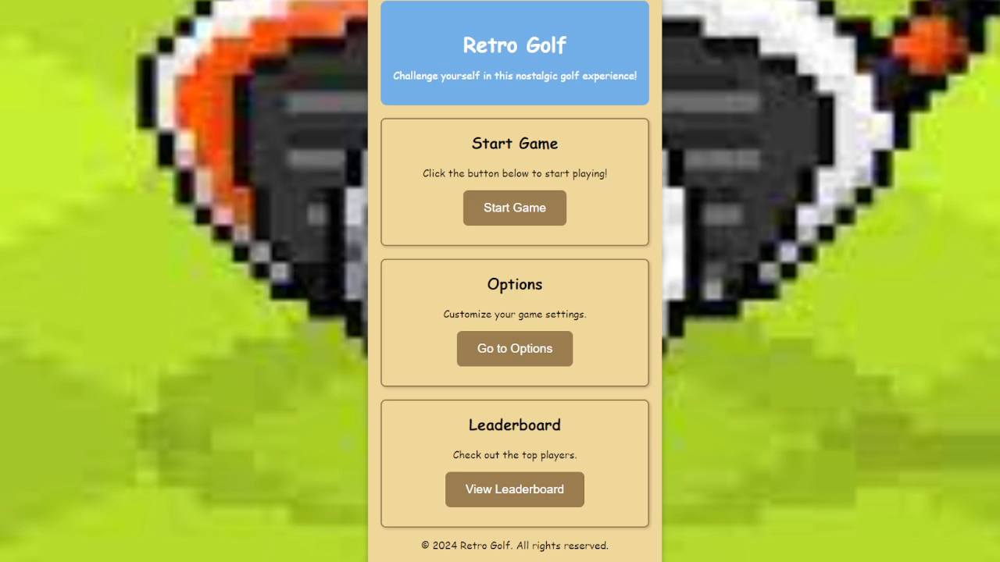 Retro Golf
Challenge yourself in this nostalgic golf experience!
Start Game
Click the button below to start playing!
Start Game
Options
Customize your game settings.
Go to Options
Leaderboard
Check out the top players.
View Leaderboard
© 2024 Retro Golf. All rights reserved.